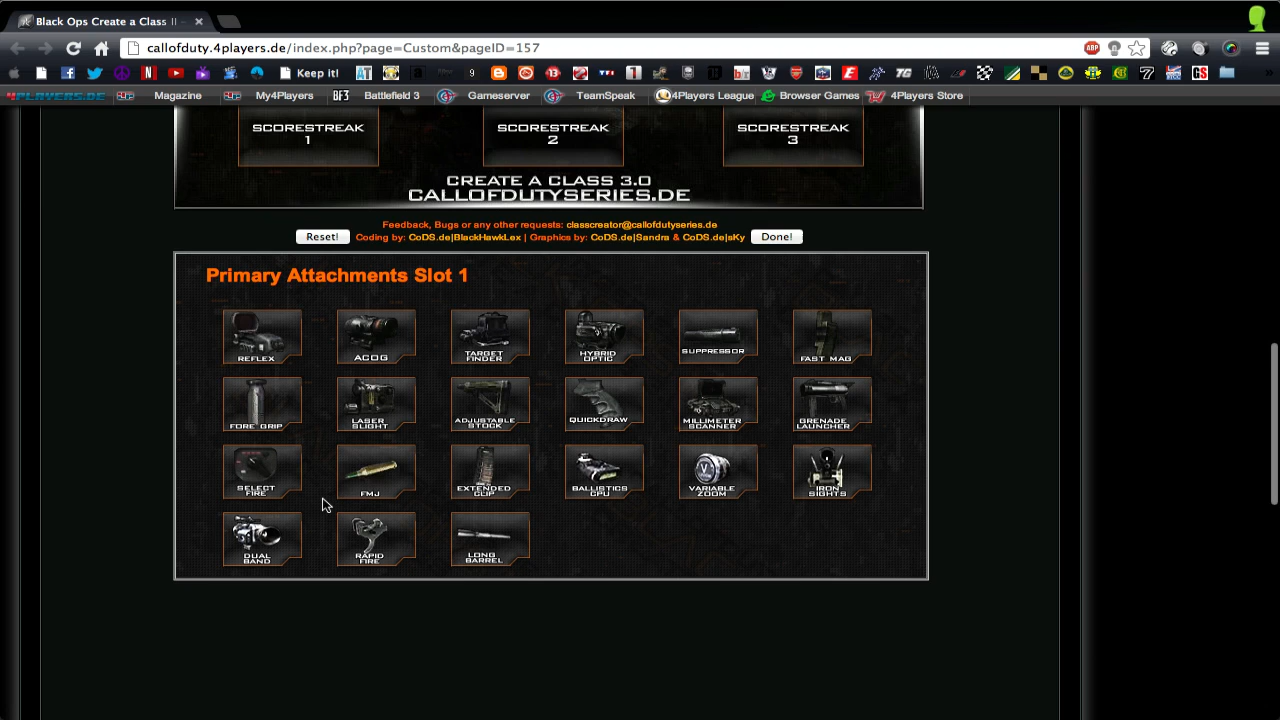 Black Ops Create a Class II
callofduty.4players.de/index.php?page=Custom&pageID=157
Keep it!
4PLAYERS.DE Magazine My4Players BF3 Battlefield 3 Gameserver TeamSpeak 4Players League Browser Games 4Players Store
SCORESTREAK SCORESTREAK SCORESTREAK
1 2 3
CREATE A CLASS 3.0
CALLOFDUTYSERIES.DE
Feedback, Bugs or any other requests: classcreator@callofdutyseries.de
Reset! Coding by: CoDS.de|BlackHawkLex | Graphics by: CoDS.de|Sandra & CoDS.de|sKy Done!
Primary Attachments Slot 1
REFLEX
ACOG
TARGET
FINDER
HYBRID
OPTIC
SUPPRESSOR
FAST MAG
FORE GRIP
LASER
SLIGHT
ADJUSTABLE
STOCK
QUICKDRAW
MILLIMETER
SCANNER
GRENADE
LAUNCHER
SELECT
FIRE
FMJ
EXTENDED
CLIP
BALLISTICS
CPU
VARIABLE
ZOOM
IRON
SIGHTS
DUAL
BAND
RAPID
FIRE
LONG
BARREL